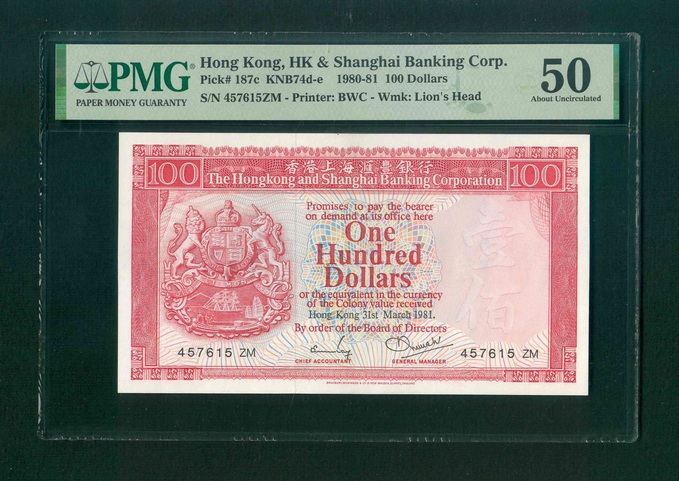 PMG
PAPER MONEY GUARANTY
Hong Kong, HK & Shanghai Banking Corp.
Pick# 187c KNB74d-e 1980-81 100 Dollars
S/N 457615ZM - Printer: BWC - Wmk: Lion's Head
50
About Uncirculated
香港上海滙豐銀行
100 The Hongkong and Shanghai Banking Corporation 100
Promises to pay the bearer
on demand at its office here
One
Hundred
Dollars
or the equivalent in the currency
of the Colony value received
Hong Kong 31st March 1981.
By order of the Board of Directors
壹佰
457615 ZM
CHIEF ACCOUNTANT
GENERAL MANAGER
457615 ZM